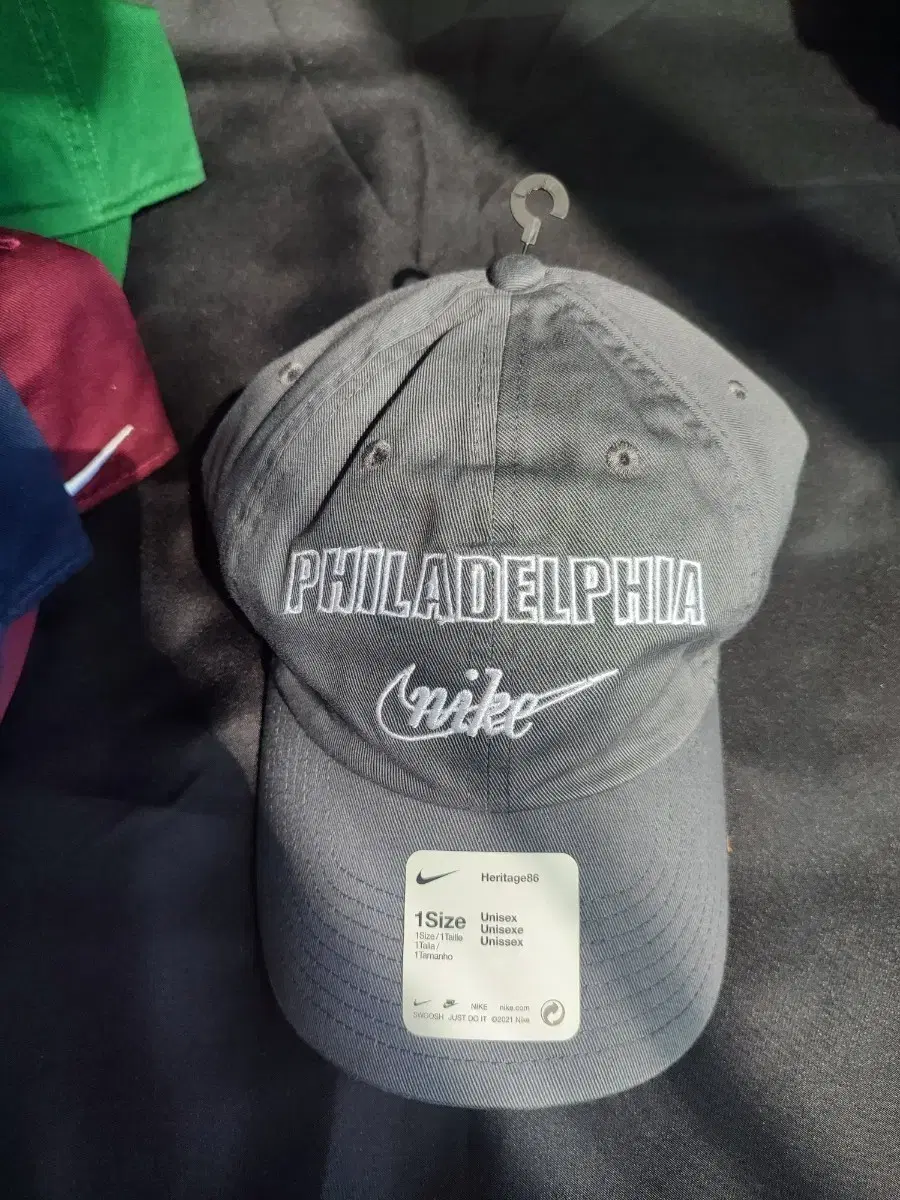 PHILADELPHIA
nike
Heritage86
1Size
1Size/1Taille
1Talla/
1Tamanho
Unisex
Unisexe
Unissex
NIKE nike.com
SWOOSH JUST DO IT ©2021 Nike